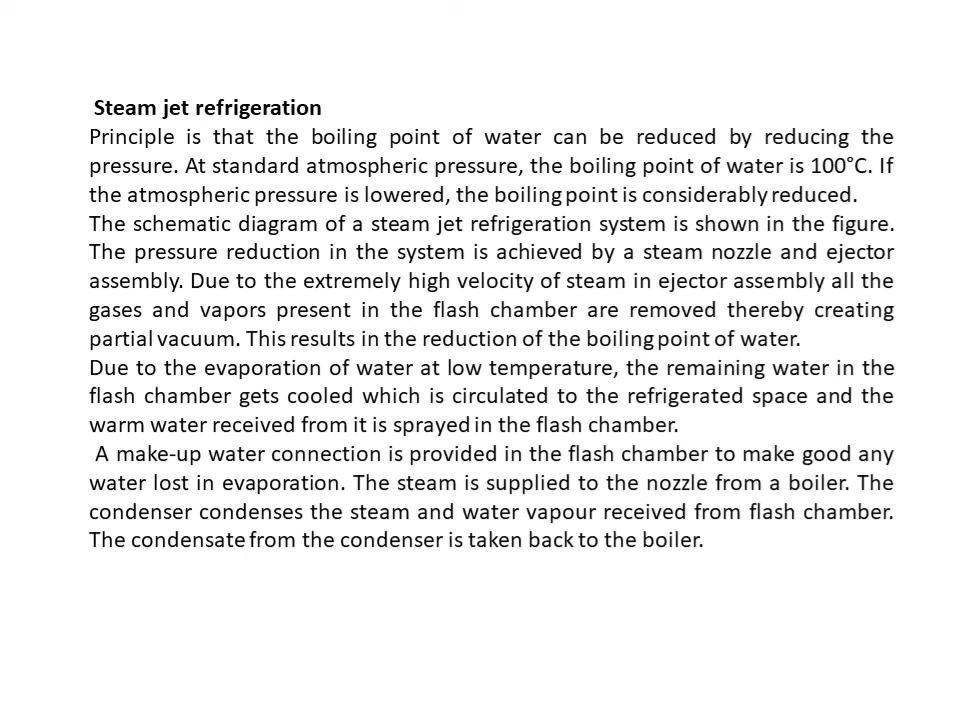 Steam jet refrigeration
Principle is that the boiling point of water can be reduced by reducing the
pressure. At standard atmospheric pressure, the boiling point of water is 100°C. If
the atmospheric pressure is lowered, the boiling point is considerably reduced.
The schematic diagram of a steam jet refrigeration system is shown in the figure.
The pressure reduction in the system is achieved by a steam nozzle and ejector
assembly. Due to the extremely high velocity of steam in ejector assembly all the
gases and vapors present in the flash chamber are removed thereby creating
partial vacuum. This results in the reduction of the boiling point of water.
Due to the evaporation of water at low temperature, the remaining water in the
flash chamber gets cooled which is circulated to the refrigerated space and the
warm water received from it is sprayed in the flash chamber.
A make-up water connection is provided in the flash chamber to make good any
water lost in evaporation. The steam is supplied to the nozzle from a boiler. The
condenser condenses the steam and water vapour received from flash chamber.
The condensate from the condenser is taken back to the boiler.